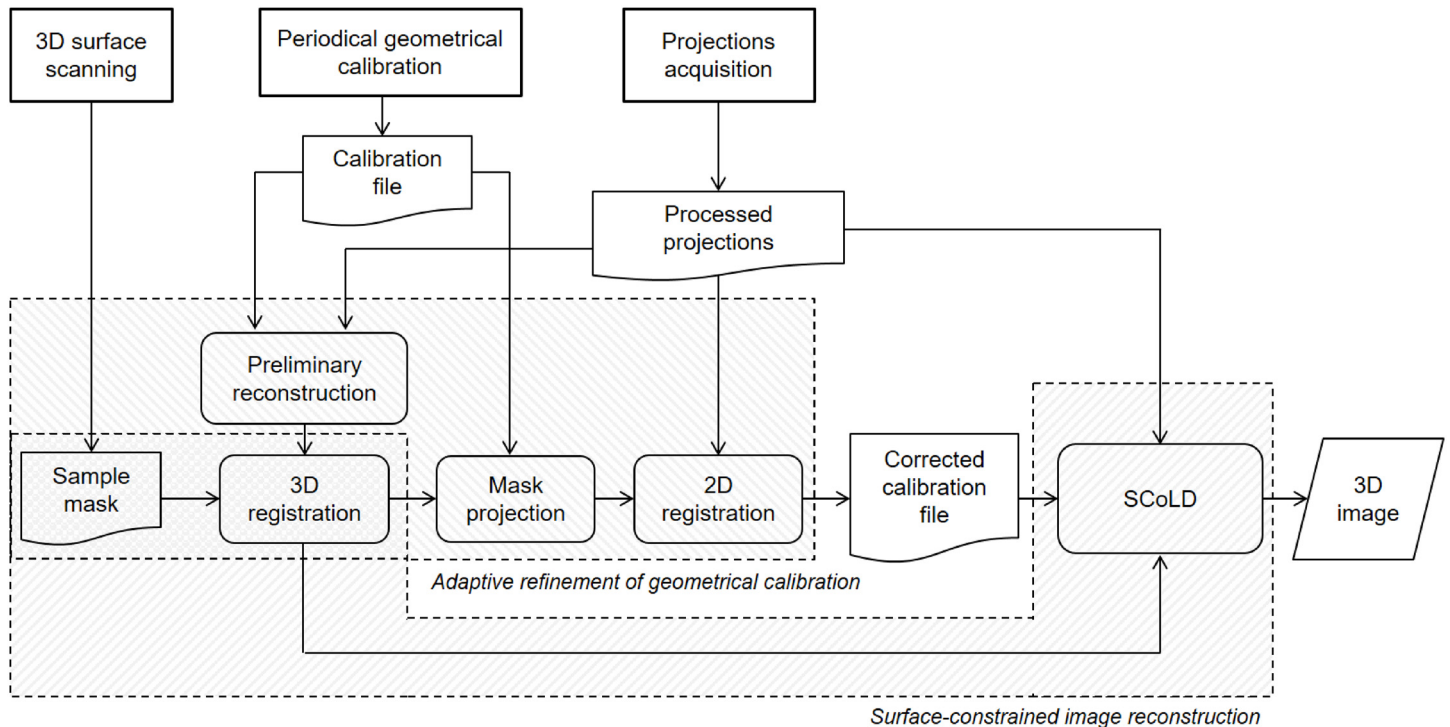 3D surface
scanning
Periodical geometrical
calibration
Projections
acquisition
Calibration
file
Processed
projections
Preliminary
reconstruction
Sample
mask
3D
registration
Mask
projection
2D
registration
Corrected
calibration
file
SCoLD
3D
image
Adaptive refinement of geometrical calibration
Surface-constrained image reconstruction